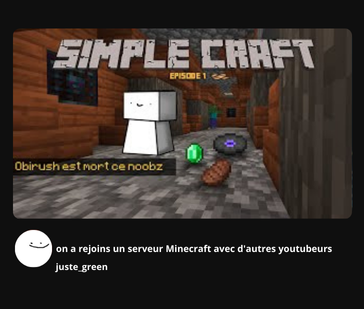 SIMPLE CRAFT
EPISODE 1
Obirush est mort ce noobz
on a rejoins un serveur Minecraft avec d'autres youtubeurs
juste_green